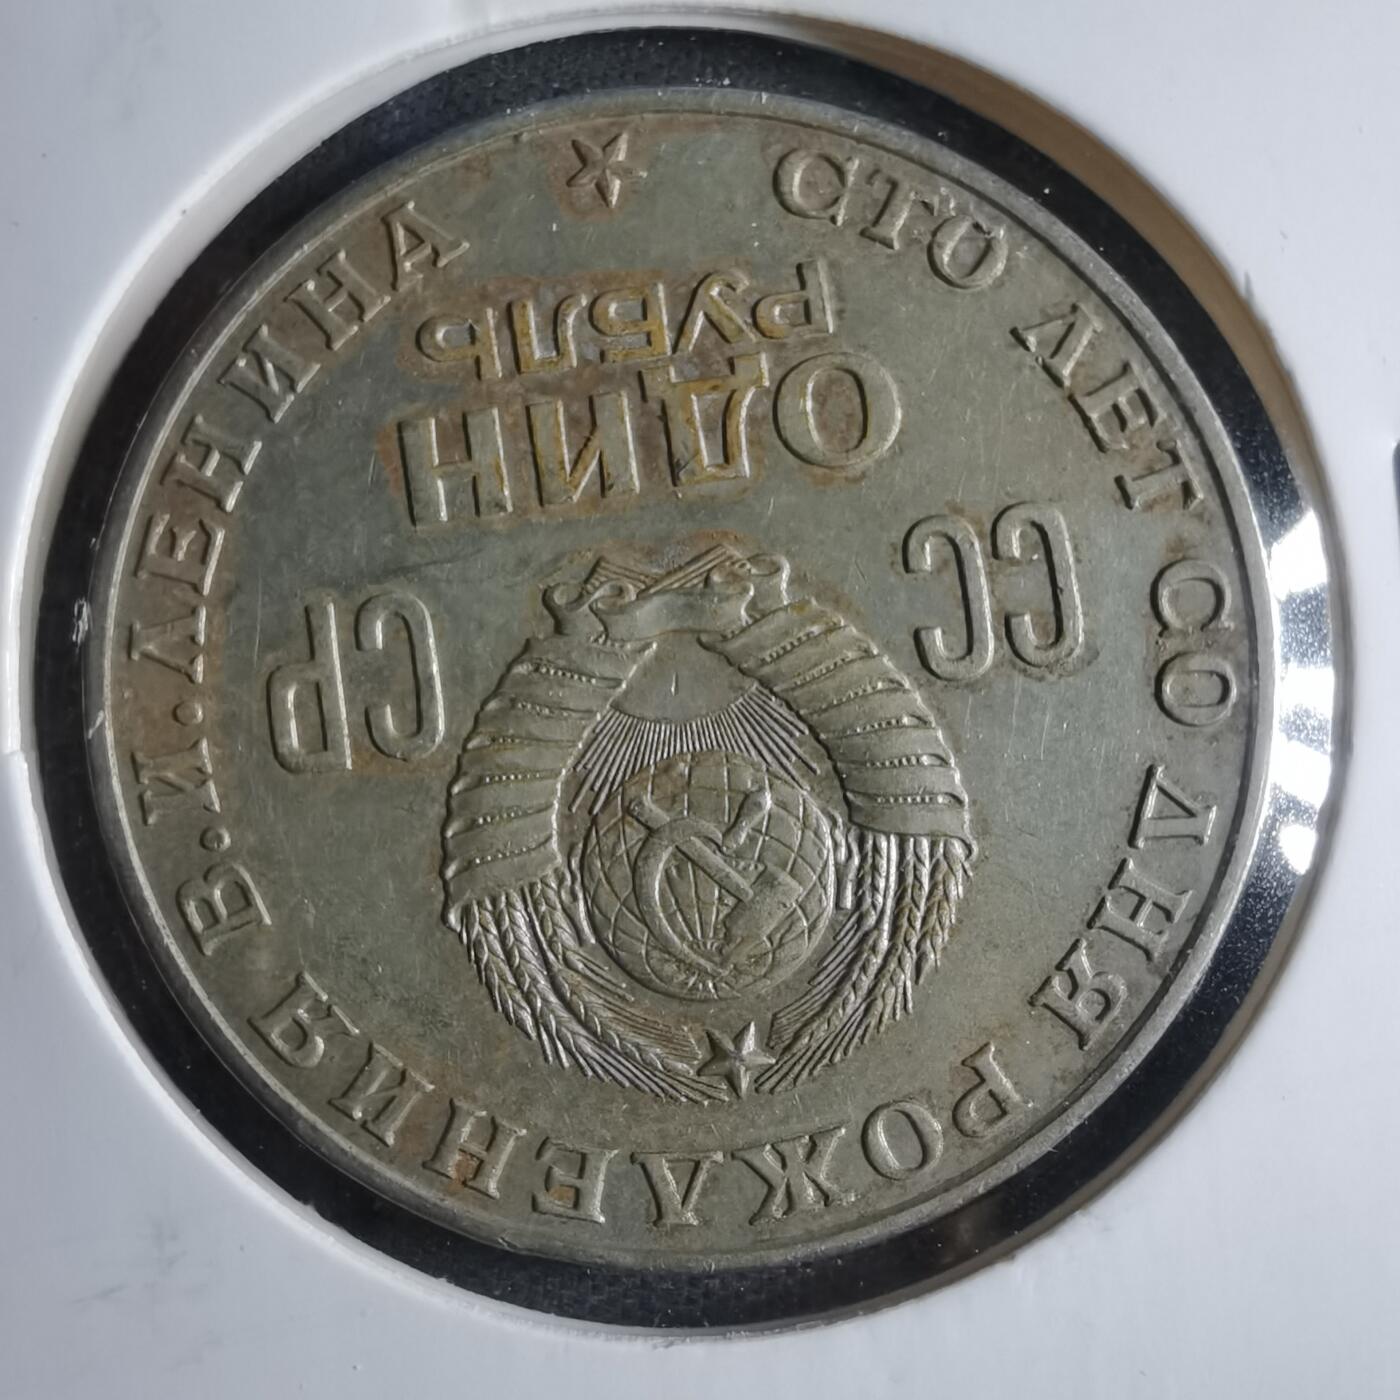 СТО ЛЕТ СО ДНЯ РОЖДЕНИЯ В.И.ЛЕНИНА
СС СР
ОДИН
РУБЛЬ